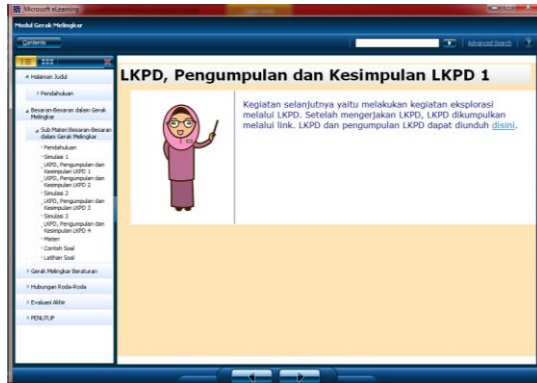 Microsoft eLearning
Modul Gerak Melingkar
Contents
Advanced Search
?
Halaman Judul
Pendahuluan
Besaran-Besaran dalam Gerak
Melingkar
Sub Materi Besaran-Besaran
dalam Gerak Melingkar
Pendahuluan
Simulasi 1
LKPD, Pengumpulan dan
Kesimpulan LKPD 1
LKPD, Pengumpulan dan
Kesimpulan LKPD 2
Simulasi 2
LKPD, Pengumpulan dan
Kesimpulan LKPD 3
Simulasi 3
LKPD, Pengumpulan dan
Kesimpulan LKPD 4
Materi
Contoh Soal
Latihan Soal
Gerak Melingkar Beraturan
Hubungan Roda-Roda
Evaluasi Akhir
PENUTUP
LKPD, Pengumpulan dan Kesimpulan LKPD 1
Kegiatan selanjutnya yaitu melakukan kegiatan eksplorasi
melalui LKPD. Setelah mengerjakan LKPD, LKPD dikumpulkan
melalui link. LKPD dan pengumpulan LKPD dapat diunduh disini.